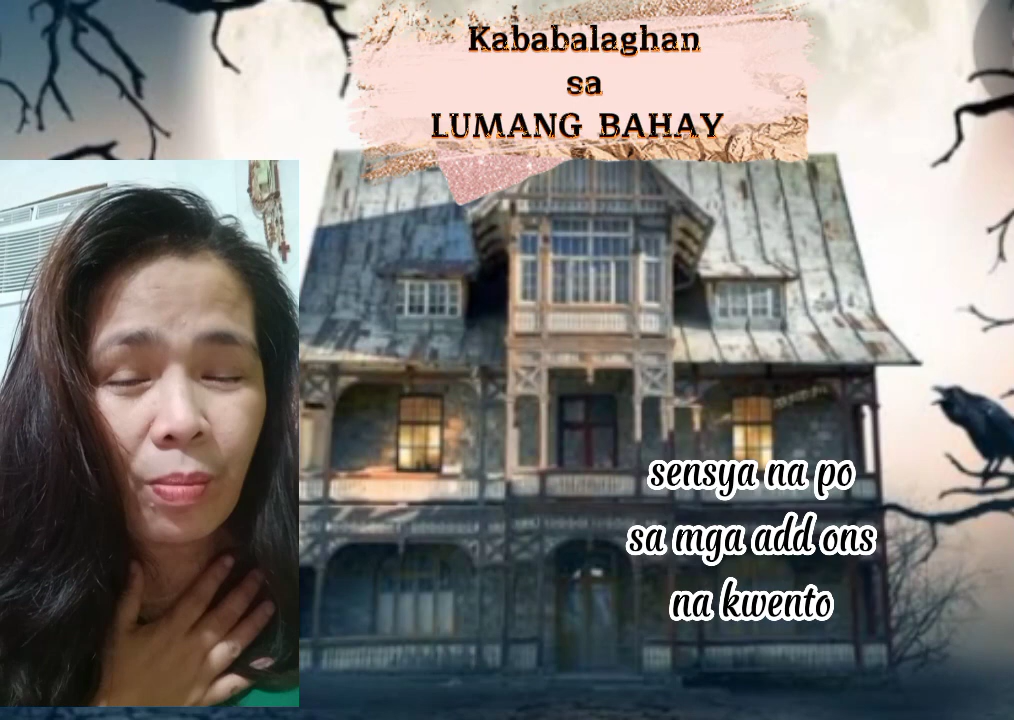 Kababalaghan
sa
LUMANG BAHAY
sensya na po
sa mga add ons
na kwento